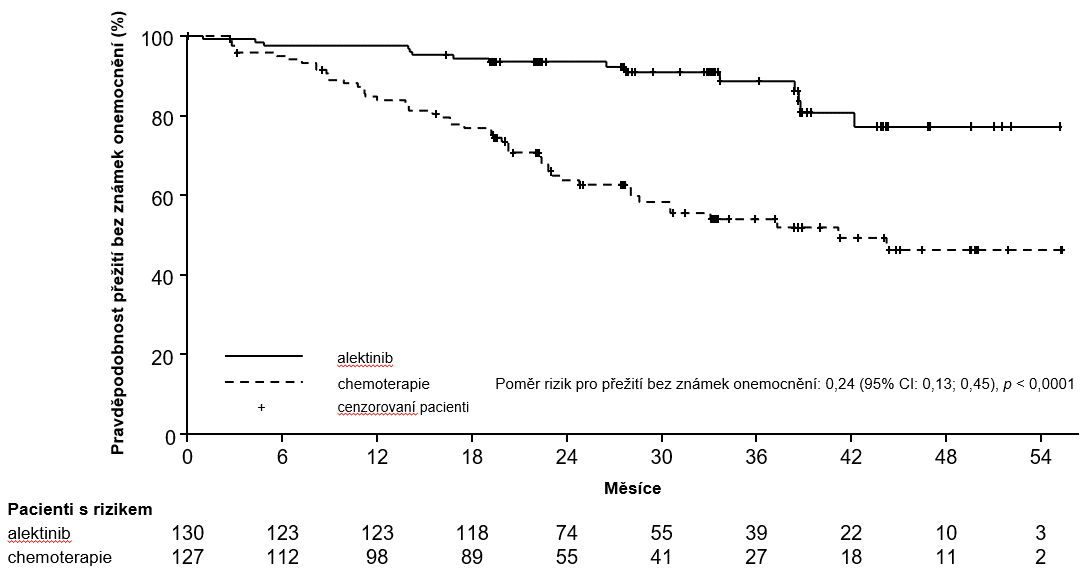 Pravděpodobnost přežití bez známek onemocnění (%)
100
80
60
40
20
0
alektinib
chemoterapie
cenzorovaní pacienti
Poměr rizik pro přežití bez známek onemocnění: 0,24 (95% CI: 0,13; 0,45), p < 0,0001
0 6 12 18 24 30 36 42 48 54
Měsíce
Pacienti s rizikem
alektinib 130 123 123 118 74 55 39 22 10 3
chemoterapie 127 112 98 89 55 41 27 18 11 2